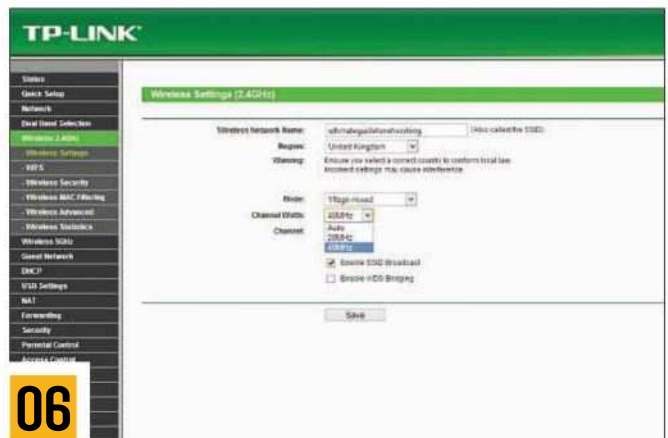 TP-LINK
Status
Quick Setup
Network
Dual Band Selection
Wireless 2.4GHz
- Wireless Settings
- WPS
- Wireless Security
- Wireless MAC Filtering
- Wireless Advanced
- Wireless Statistics
Wireless 5GHz
Guest Network
DHCP
USB Settings
NAT
Forwarding
Security
Parental Control
Access Control
Wireless Settings (2.4GHz)
Wireless Network Name: (Also called the SSID)
Region: United Kingdom
Warning: Ensure you select a correct country to conform local law.
Incorrect settings may cause interference.
Mode: 11bgn mixed
Channel Width: 40MHz
Channel: Auto
20MHz
40MHz
Enable SSID Broadcast
Enable WDS Bridging
Save
06